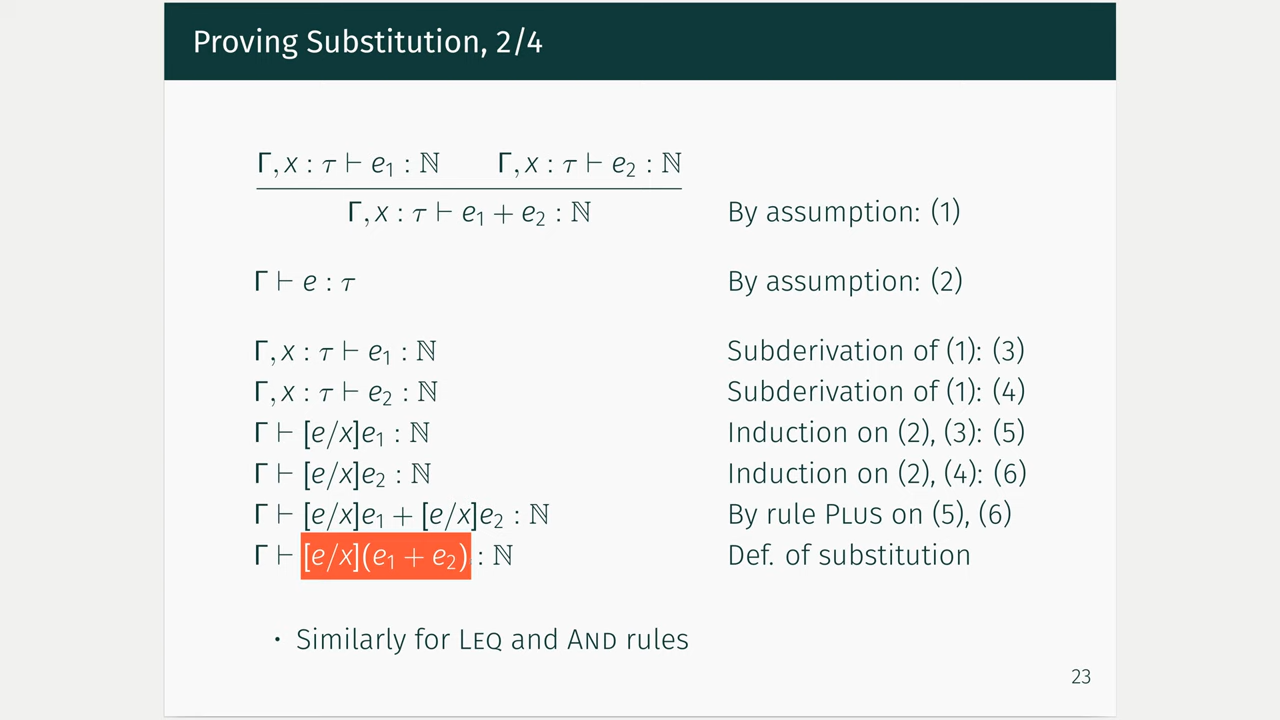 Proving Substitution, 2/4
Γ, x : τ ⊢ e₁ : ℕ Γ, x : τ ⊢ e₂ : ℕ
Γ, x : τ ⊢ e₁ + e₂ : ℕ By assumption: (1)
Γ ⊢ e : τ By assumption: (2)
Γ, x : τ ⊢ e₁ : ℕ Subderivation of (1): (3)
Γ, x : τ ⊢ e₂ : ℕ Subderivation of (1): (4)
Γ ⊢ [e/x]e₁ : ℕ Induction on (2), (3): (5)
Γ ⊢ [e/x]e₂ : ℕ Induction on (2), (4): (6)
Γ ⊢ [e/x]e₁ + [e/x]e₂ : ℕ By rule PLUS on (5), (6)
Γ ⊢ [e/x](e₁ + e₂) : ℕ Def. of substitution
• Similarly for LEQ and AND rules
23